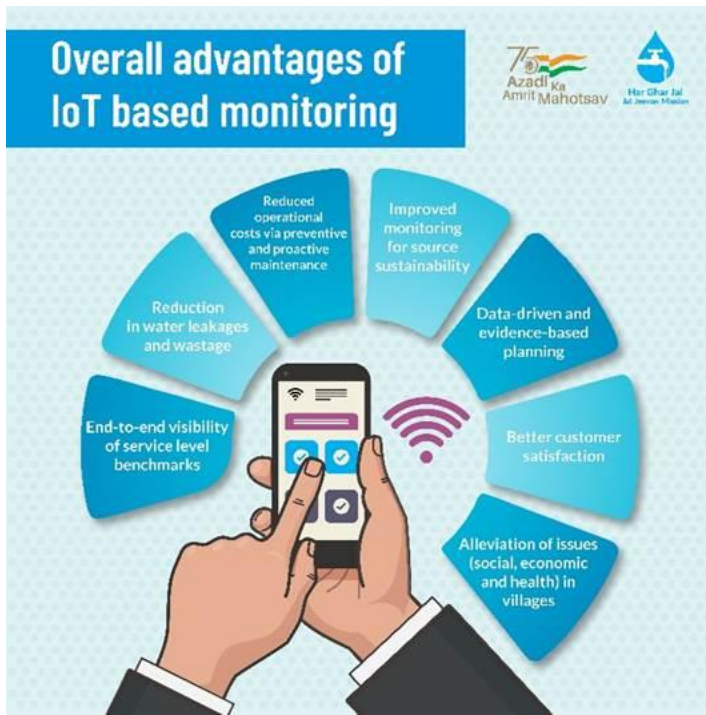 Overall advantages of
IoT based monitoring
75
Azadi Ka
Amrit Mahotsav
Har Ghar Jal
Jal Jeevan Mission
End-to-end visibility
of service level
benchmarks
Reduction
in water leakages
and wastage
Reduced
operational
costs via preventive
and proactive
maintenance
Improved
monitoring
for source
sustainability
Data-driven and
evidence-based
planning
Better customer
satisfaction
Alleviation of issues
(social, economic
and health) in
villages